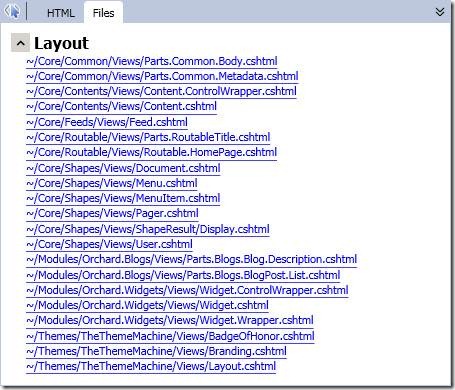 HTML Files
Layout
~/Core/Common/Views/Parts.Common.Body.cshtml
~/Core/Common/Views/Parts.Common.Metadata.cshtml
~/Core/Contents/Views/Content.ControlWrapper.cshtml
~/Core/Contents/Views/Content.cshtml
~/Core/Feeds/Views/Feed.cshtml
~/Core/Routable/Views/Parts.RoutableTitle.cshtml
~/Core/Routable/Views/Routable.HomePage.cshtml
~/Core/Shapes/Views/Document.cshtml
~/Core/Shapes/Views/Menu.cshtml
~/Core/Shapes/Views/MenuItem.cshtml
~/Core/Shapes/Views/Pager.cshtml
~/Core/Shapes/Views/ShapeResult/Display.cshtml
~/Core/Shapes/Views/User.cshtml
~/Modules/Orchard.Blogs/Views/Parts.Blogs.Blog.Description.cshtml
~/Modules/Orchard.Blogs/Views/Parts.Blogs.BlogPost.List.cshtml
~/Modules/Orchard.Widgets/Views/Widget.ControlWrapper.cshtml
~/Modules/Orchard.Widgets/Views/Widget.cshtml
~/Modules/Orchard.Widgets/Views/Widget.Wrapper.cshtml
~/Themes/TheThemeMachine/Views/BadgeOfHonor.cshtml
~/Themes/TheThemeMachine/Views/Branding.cshtml
~/Themes/TheThemeMachine/Views/Layout.cshtml